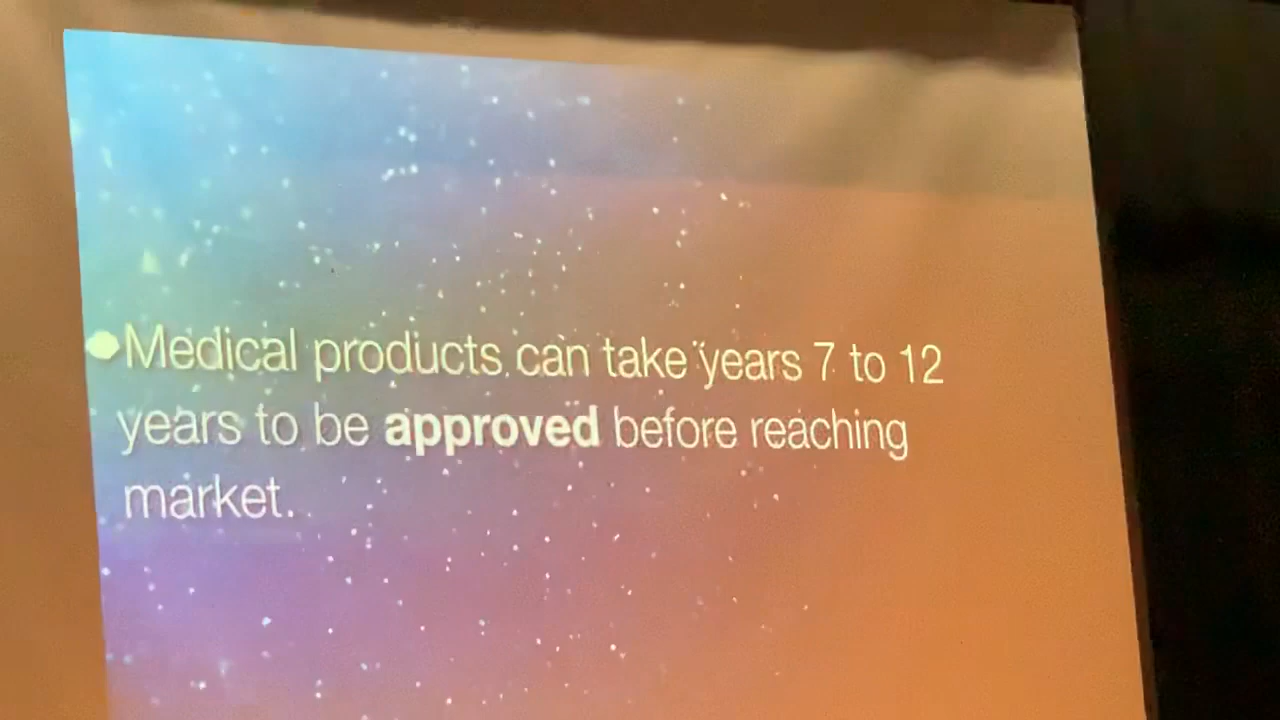 Medical products can take years 7 to 12
years to be approved before reaching
market.